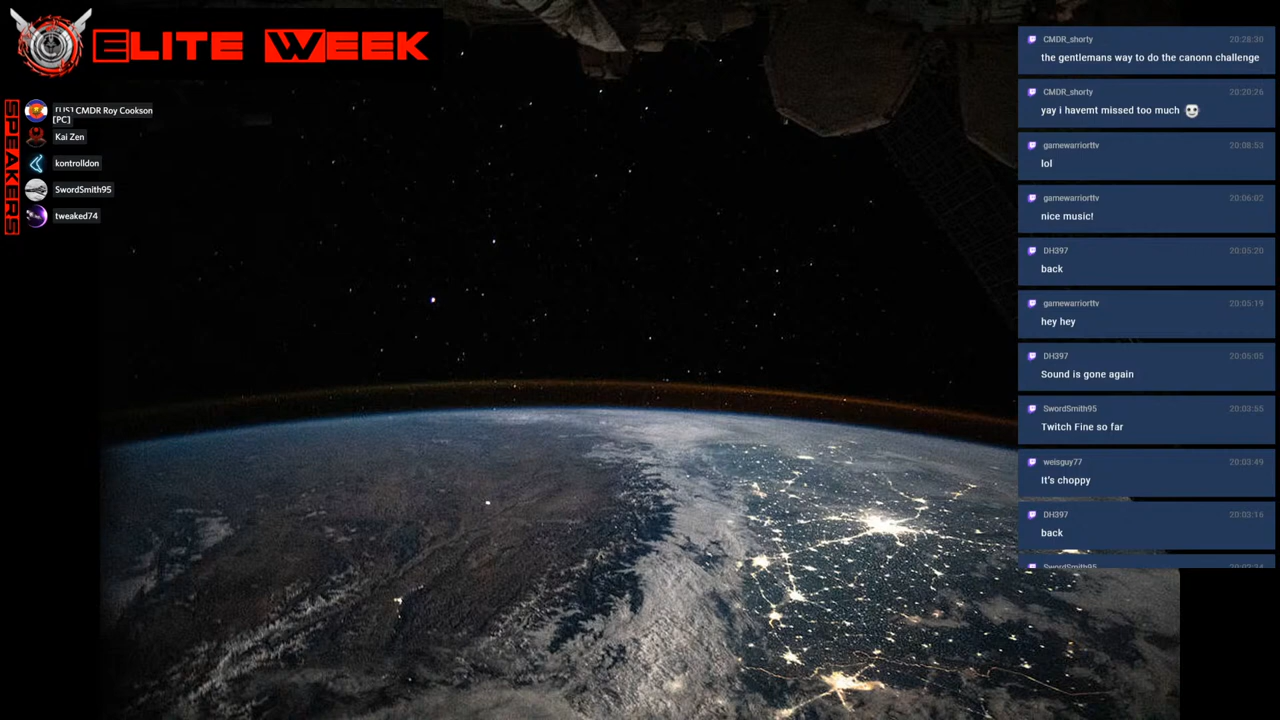 ELITE WEEK
SPEAKERS
[US] CMDR Roy Cookson
[PC]
Kai Zen
kontrolldon
SwordSmith95
tweaked74
CMDR_shorty 20:28:30
the gentlemans way to do the canonn challenge
CMDR_shorty 20:20:26
yay i havemt missed too much
gamewarriorttv 20:08:53
lol
gamewarriorttv 20:06:02
nice music!
DH397 20:05:20
back
gamewarriorttv 20:05:19
hey hey
DH397 20:05:05
Sound is gone again
SwordSmith95 20:03:55
Twitch Fine so far
weisguy77 20:03:49
It's choppy
DH397 20:03:16
back
SwordSmith95